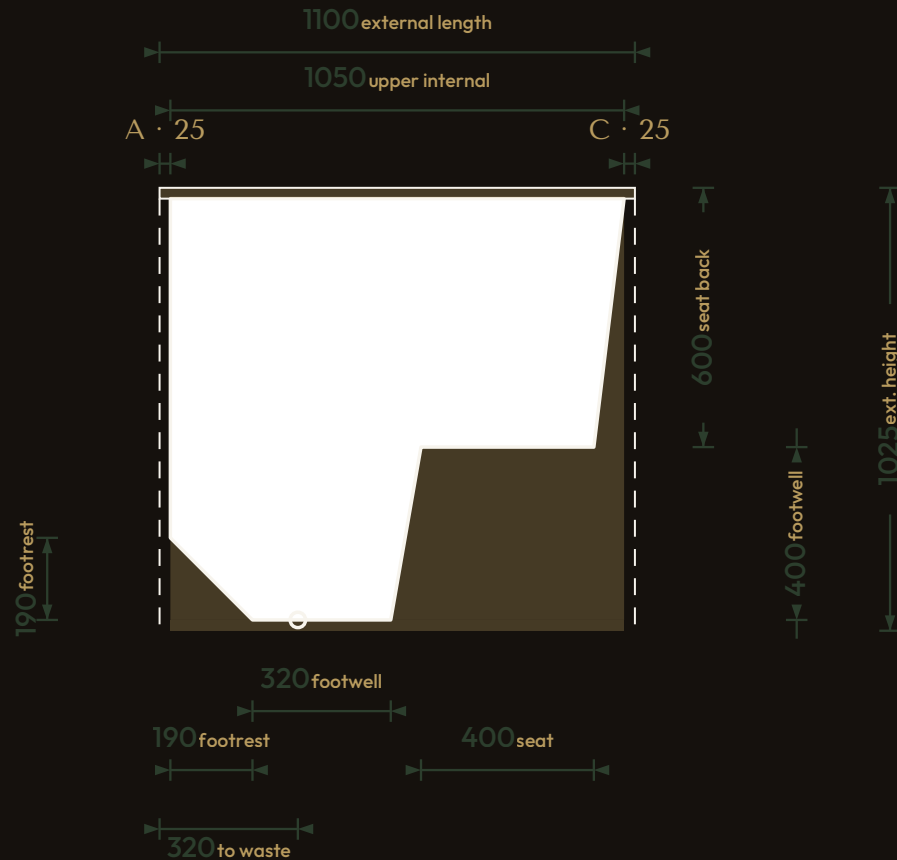 1100 external length
1050 upper internal
A · 25
C · 25
600 seat back
1025 ext. height
400 footwell
190 footrest
320 footwell
190 footrest
400 seat
320 to waste